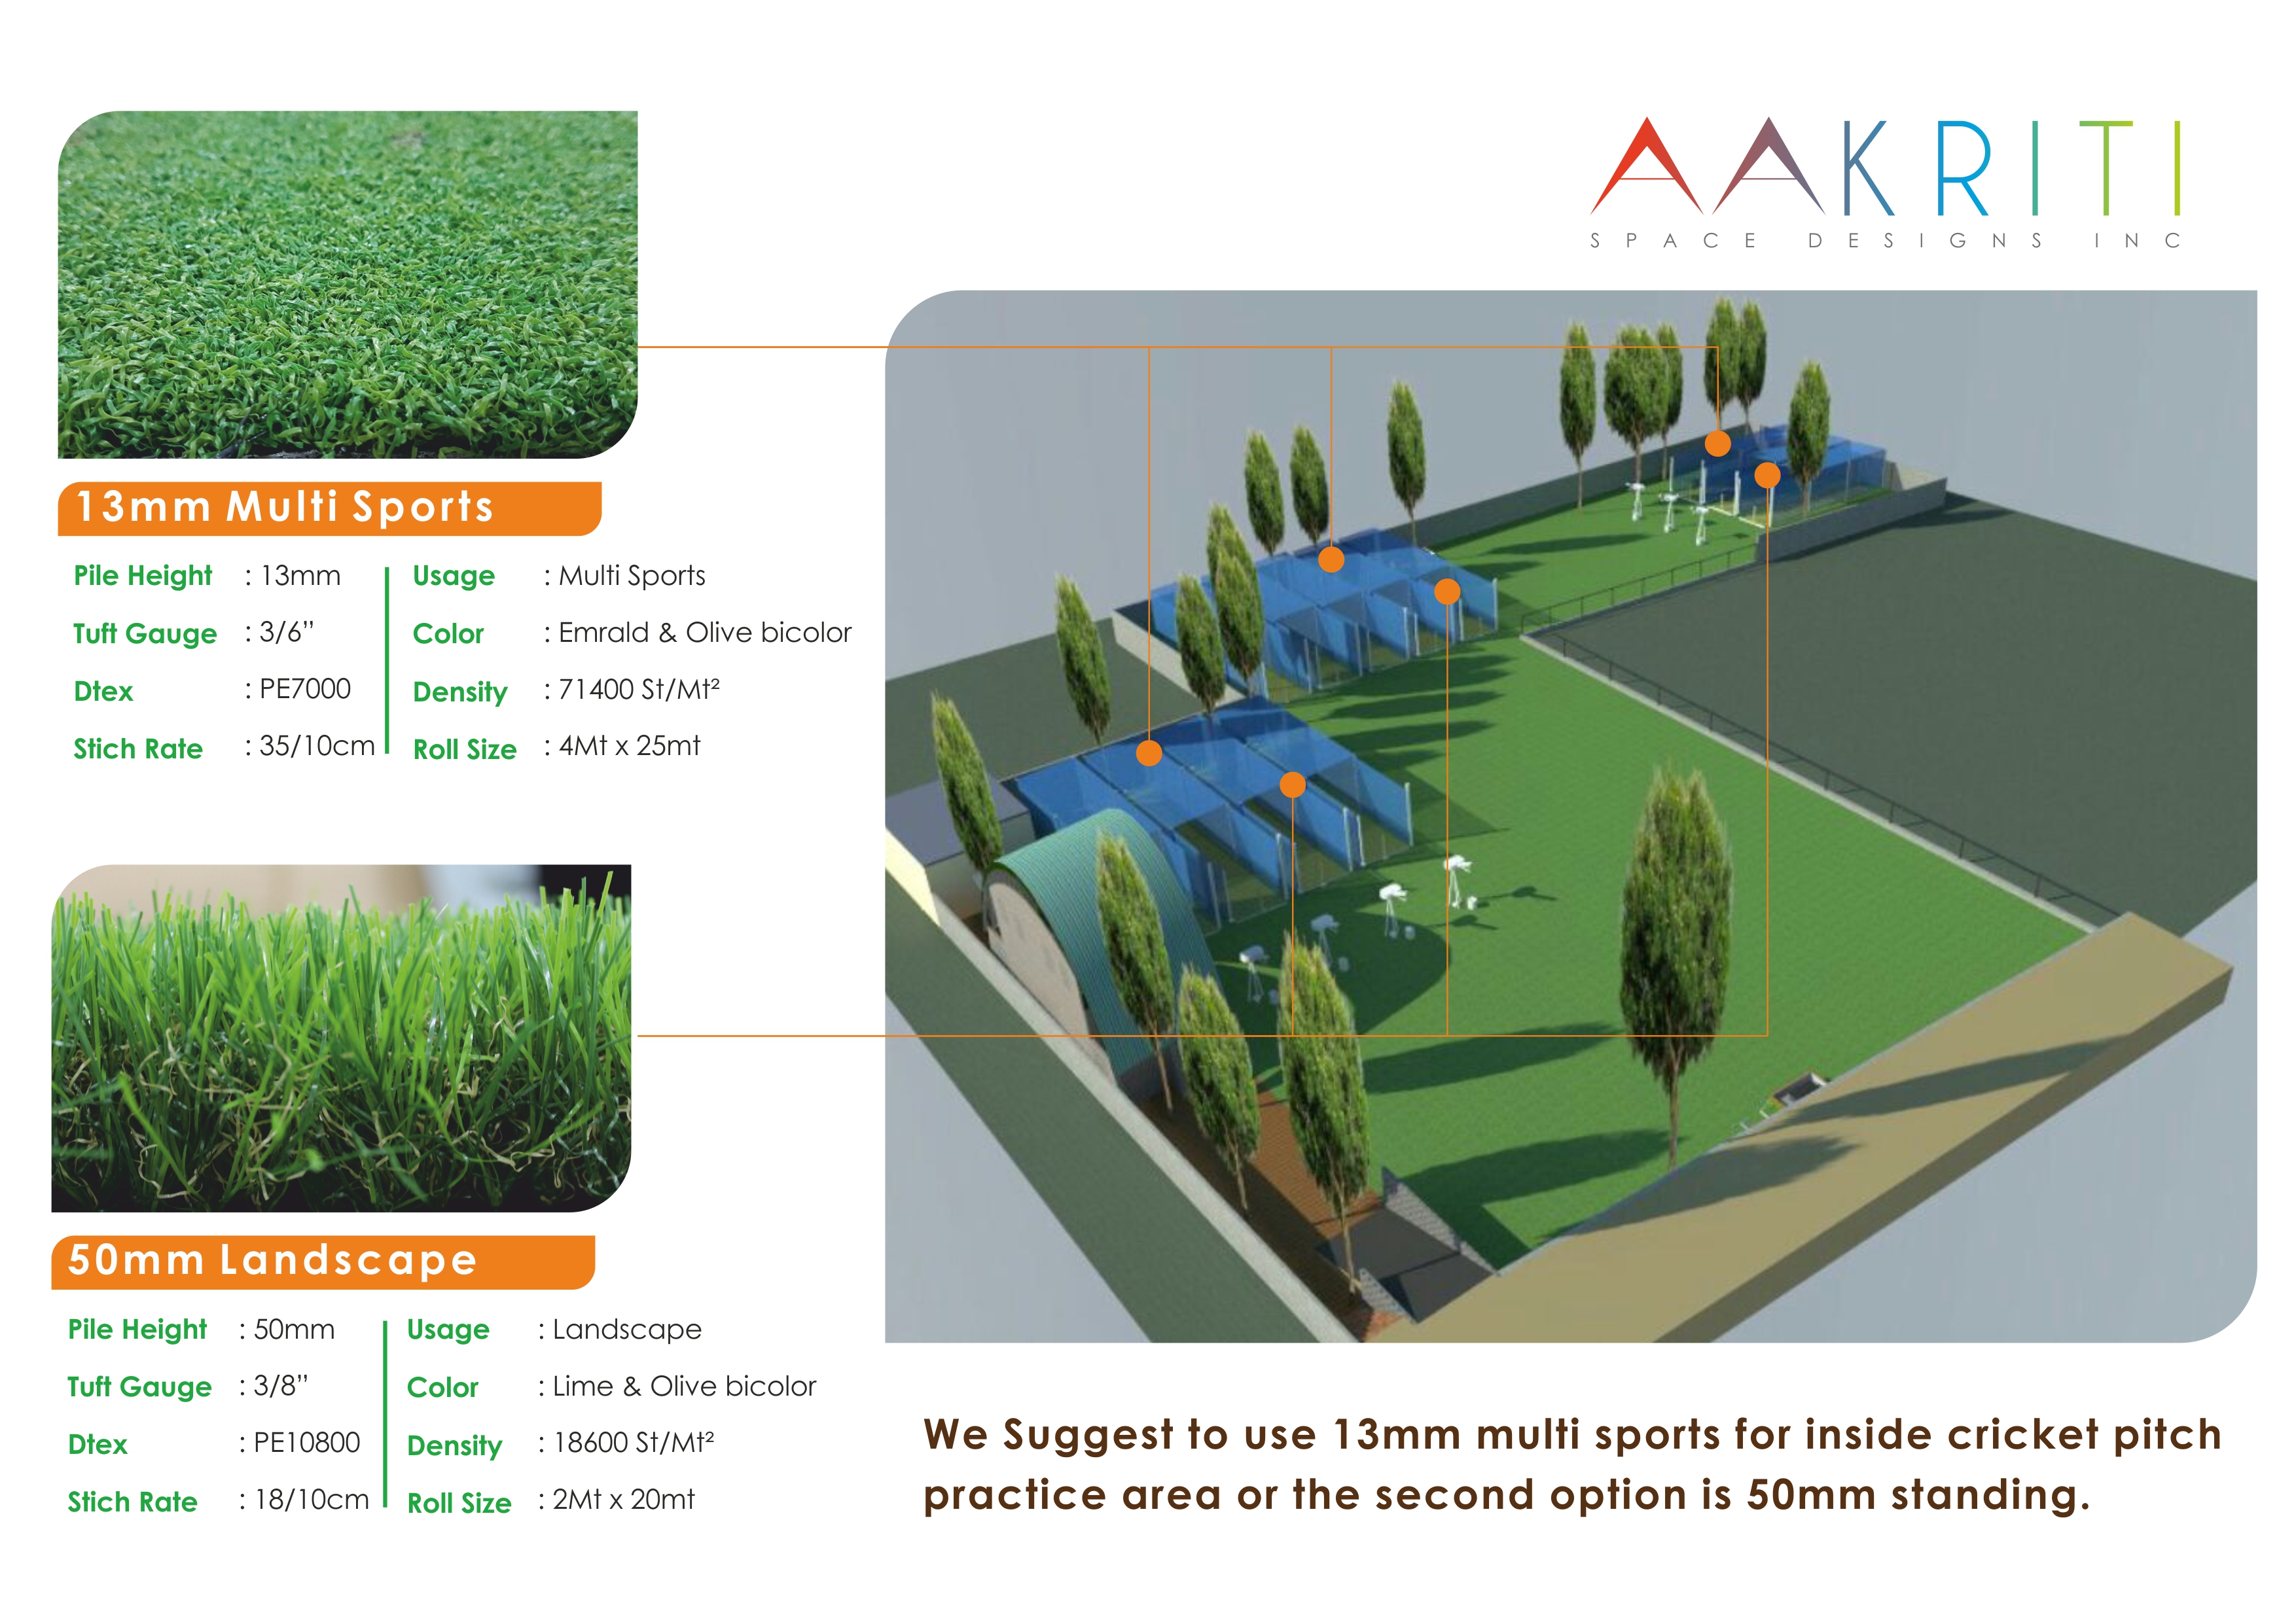 AAKRITI
SPACE DESIGNS INC
13mm Multi Sports
Pile Height : 13mm
Tuft Gauge : 3/6”
Dtex : PE7000
Stich Rate : 35/10cm
Usage : Multi Sports
Color : Emrald & Olive bicolor
Density : 71400 St/Mt²
Roll Size : 4Mt x 25mt
50mm Landscape
Pile Height : 50mm
Tuft Gauge : 3/8”
Dtex : PE10800
Stich Rate : 18/10cm
Usage : Landscape
Color : Lime & Olive bicolor
Density : 18600 St/Mt²
Roll Size : 2Mt x 20mt
We Suggest to use 13mm multi sports for inside cricket pitch
practice area or the second option is 50mm standing.